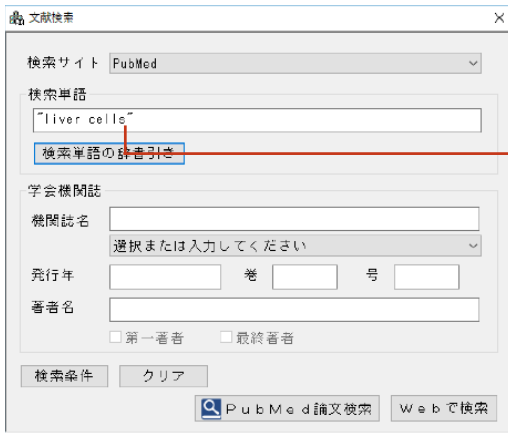 文献検索
検索サイト PubMed
検索単語
"liver cells"
検索単語の辞書引き
学会機関誌
機関誌名
選択または入力してください
発行年 巻 号
著者名
第一著者 最終著者
検索条件 クリア
PubMed論文検索 Webで検索